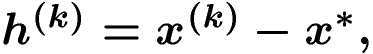 h^{(k)} = x^{(k)} - x^*,